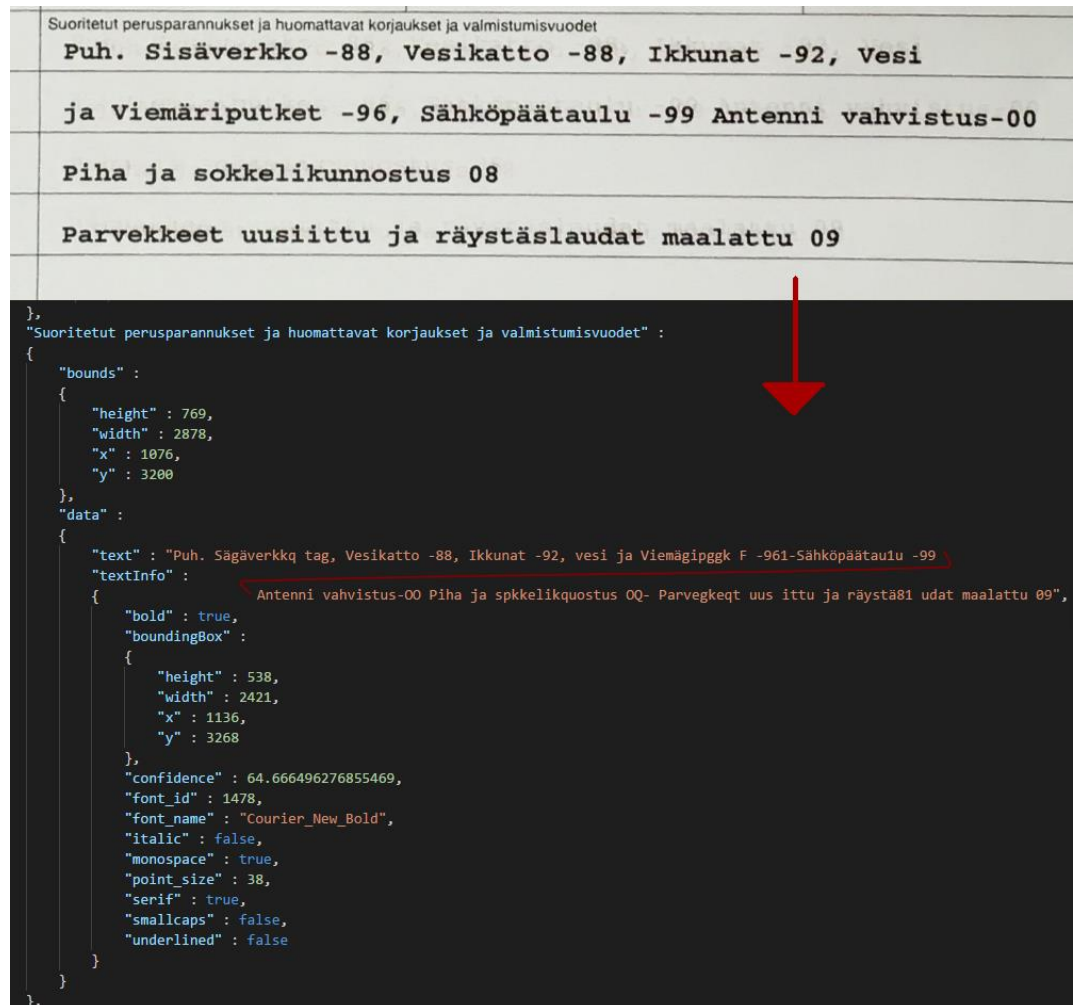 Suoritetut perusparannukset ja huomattavat korjaukset ja valmistumisvuodet
Puh. Sisäverkko -88, Vesikatto -88, Ikkunat -92, Vesi
ja Viemäriputket -96, Sähköpäätaulu -99 Antenni vahvistus-00
Piha ja sokkelikunnostus 08
Parvekkeet uusiittu ja räystäslaudat maalattu 09
},
"Suoritetut perusparannukset ja huomattavat korjaukset ja valmistumisvuodet" :
{
"bounds" :
{
"height" : 769,
"width" : 2878,
"x" : 1076,
"y" : 3200
},
"data" :
{
"text" : "Puh. Sägäverkkq tag, Vesikatto -88, Ikkunat -92, vesi ja Viemägipggk F -961-Sähköpäätau1u -99
"textInfo" :
{ Antenni vahvistus-OO Piha ja spkkelikquostus OQ- Parvegkeqt uus ittu ja räystä81 udat maalattu 09",
"bold" : true,
"boundingBox" :
{
"height" : 538,
"width" : 2421,
"x" : 1136,
"y" : 3268
},
"confidence" : 64.666496276855469,
"font_id" : 1478,
"font_name" : "Courier_New_Bold",
"italic" : false,
"monospace" : true,
"point_size" : 38,
"serif" : true,
"smallcaps" : false,
"underlined" : false
}
}
},